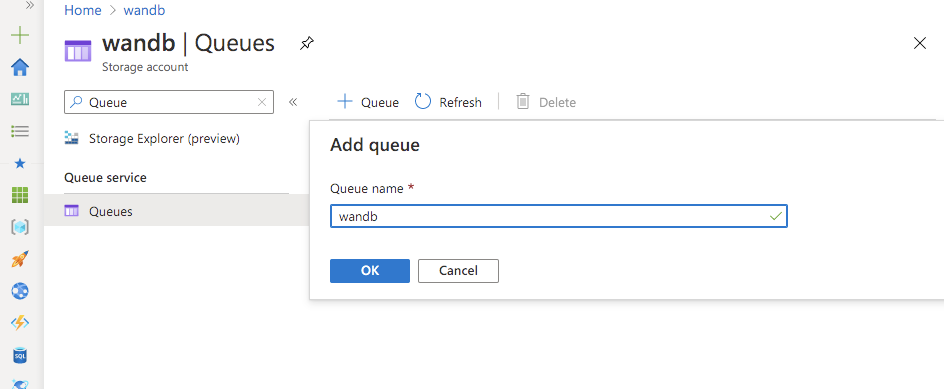 Home > wandb
wandb | Queues
Storage account
Queue
+ Queue Refresh Delete
Storage Explorer (preview)
Queue service
Queues
Add queue
Queue name *
wandb
OK Cancel
SQL